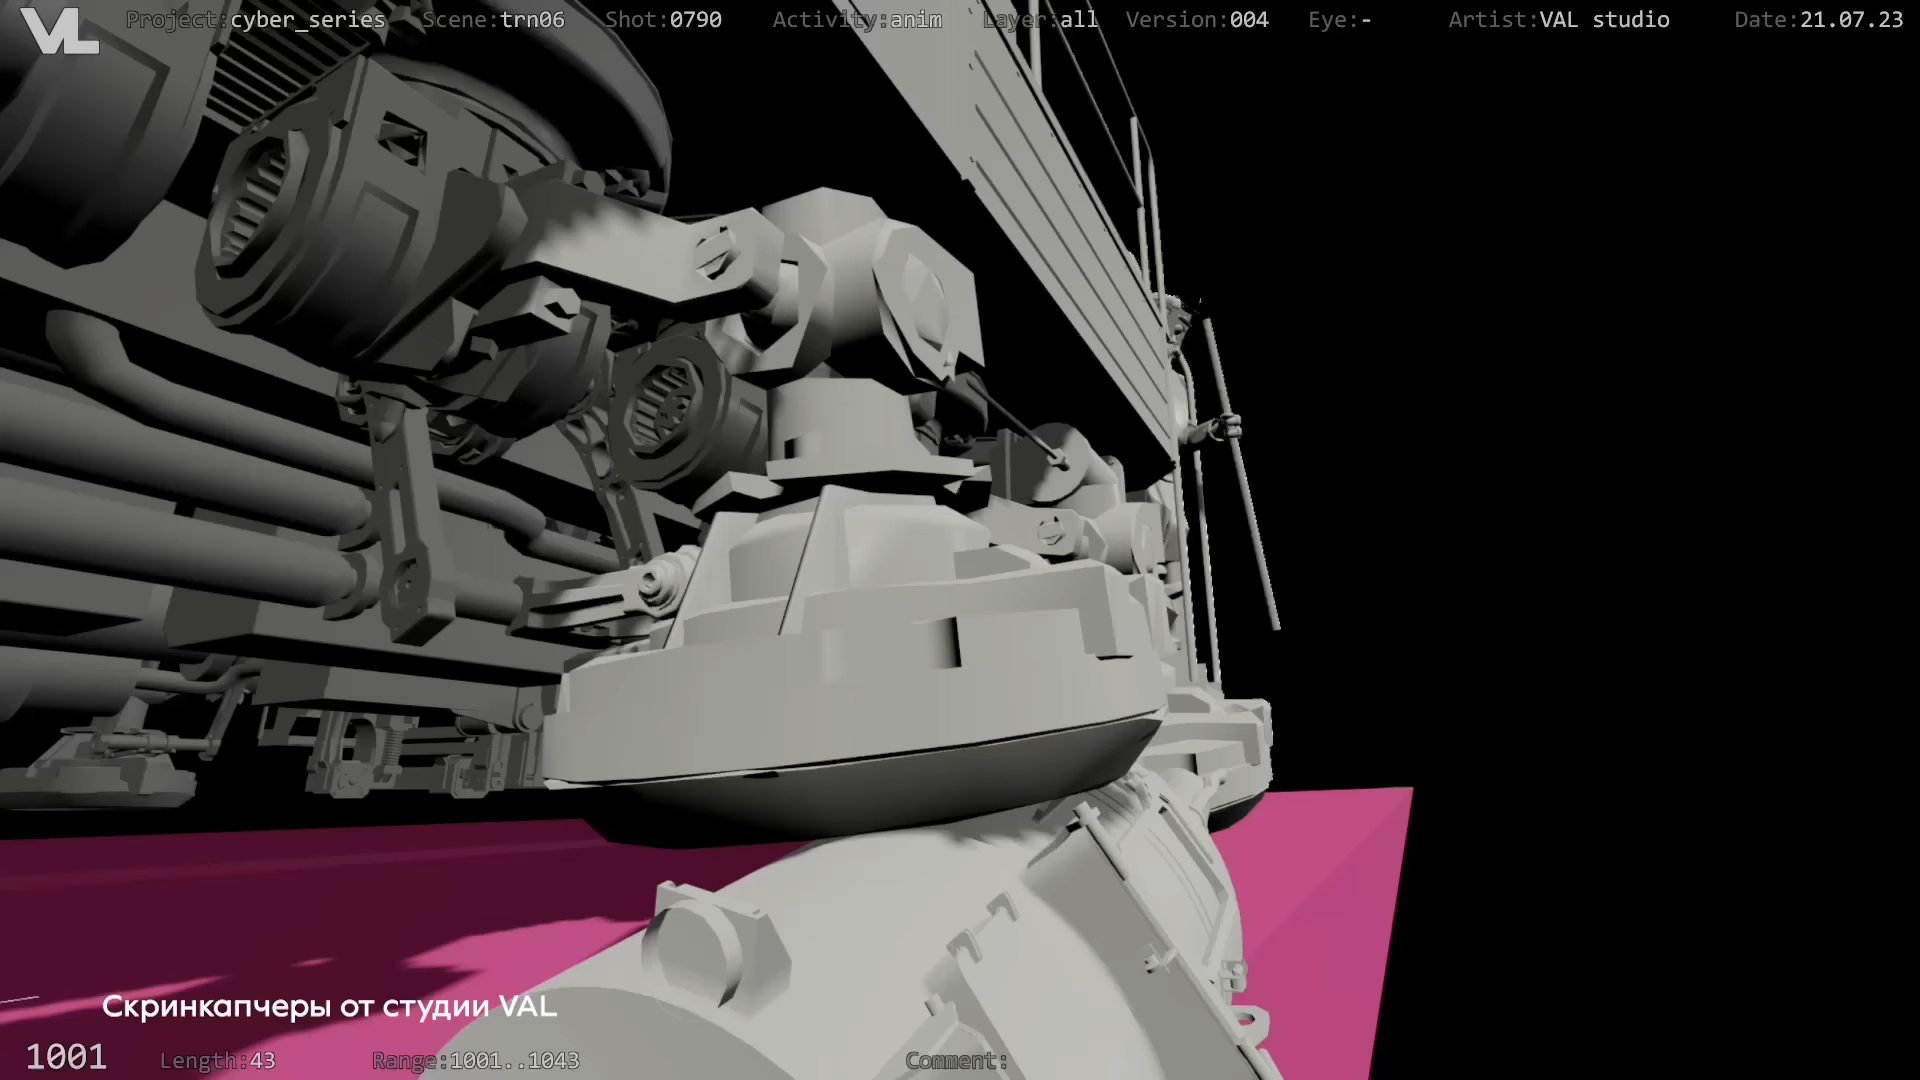 VL Project:cyber_series Scene:trn06 Shot:0790 Activity:anim Layer:all Version:004 Eye:- Artist:VAL studio Date:21.07.23
Скринкапчеры от студии VAL
1001 Length:43 Range:1001..1043 Comment: